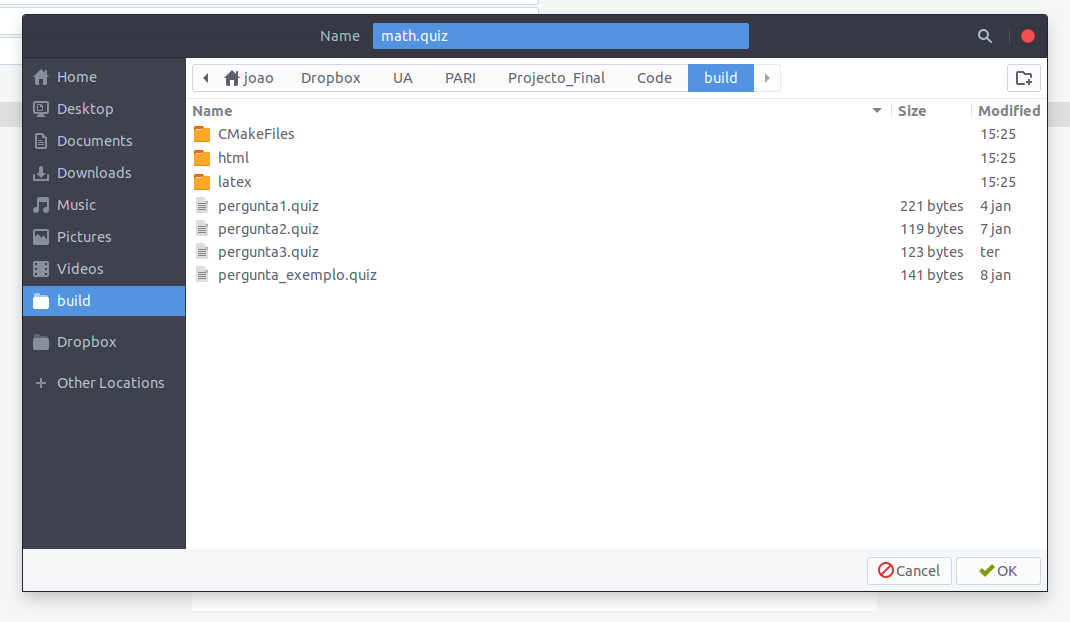 Name math.quiz
Home
Desktop
Documents
Downloads
Music
Pictures
Videos
build
Dropbox
+ Other Locations
joao Dropbox UA PARI Projecto_Final Code build
Name Size Modified
CMakeFiles 15:25
html 15:25
latex 15:25
pergunta1.quiz 221 bytes 4 jan
pergunta2.quiz 119 bytes 7 jan
pergunta3.quiz 123 bytes ter
pergunta_exemplo.quiz 141 bytes 8 jan
Cancel OK